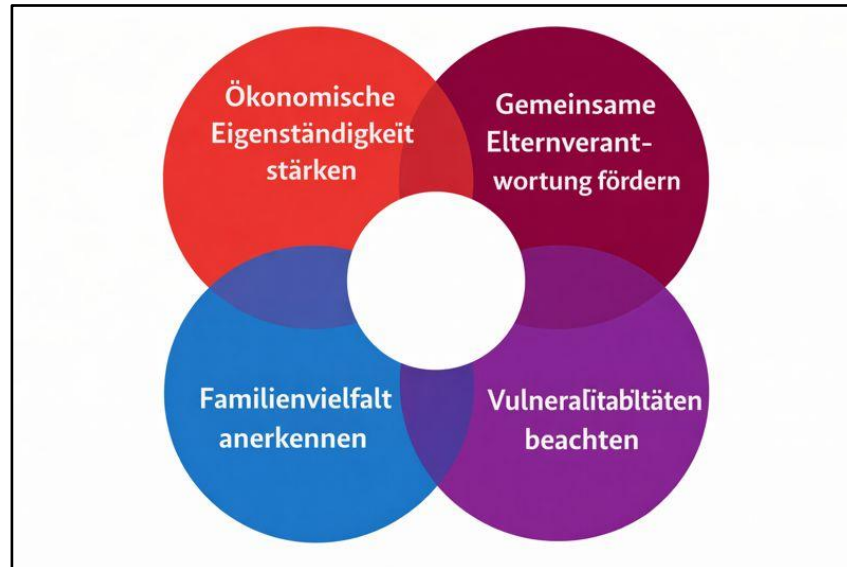 Ökonomische
Eigenständigkeit
stärken
Gemeinsame
Elternverant-
wortung fördern
Familienvielfalt
anerkennen
Vulneralitabltäten
beachten